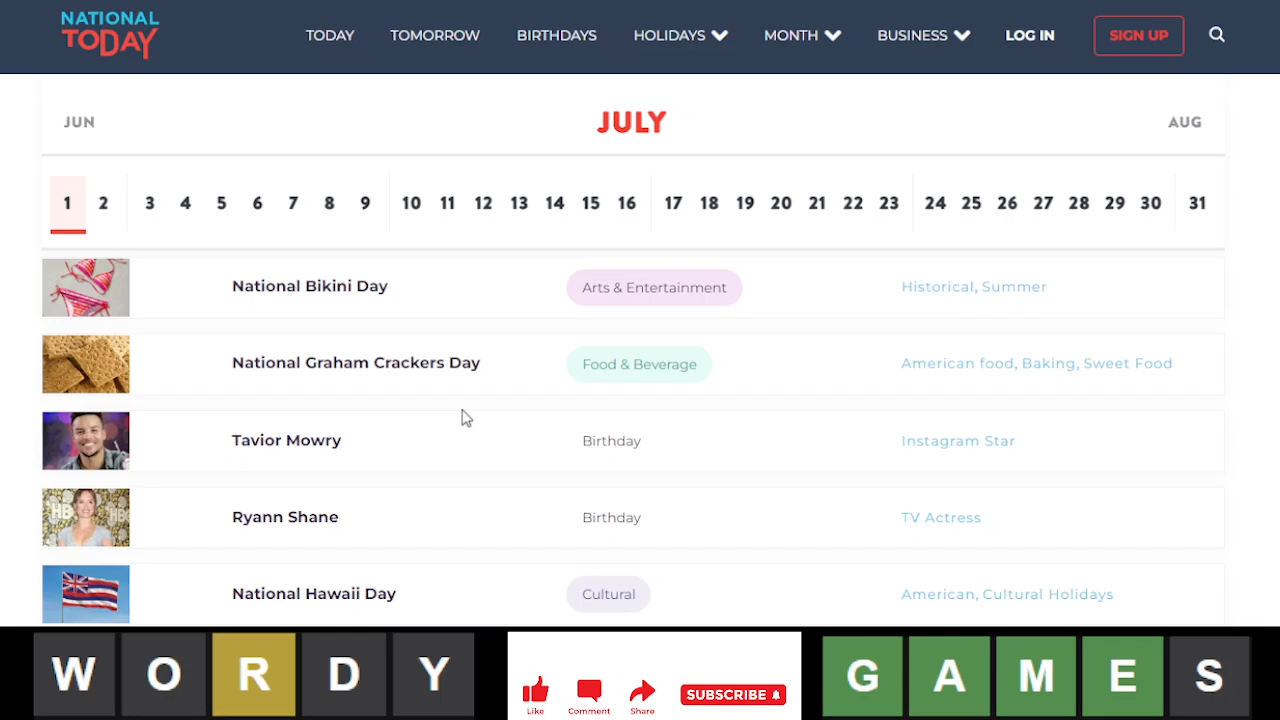 NATIONAL
TODAY
TODAY TOMORROW BIRTHDAYS HOLIDAYS MONTH BUSINESS LOG IN SIGN UP
JUN JULY AUG
1 2 3 4 5 6 7 8 9 10 11 12 13 14 15 16 17 18 19 20 21 22 23 24 25 26 27 28 29 30 31
National Bikini Day Arts & Entertainment Historical, Summer
National Graham Crackers Day Food & Beverage American food, Baking, Sweet Food
Tavior Mowry Birthday Instagram Star
HB
Ryann Shane Birthday TV Actress
National Hawaii Day Cultural American, Cultural Holidays
WORDY
Like Comment Share SUBSCRIBE
GAMES